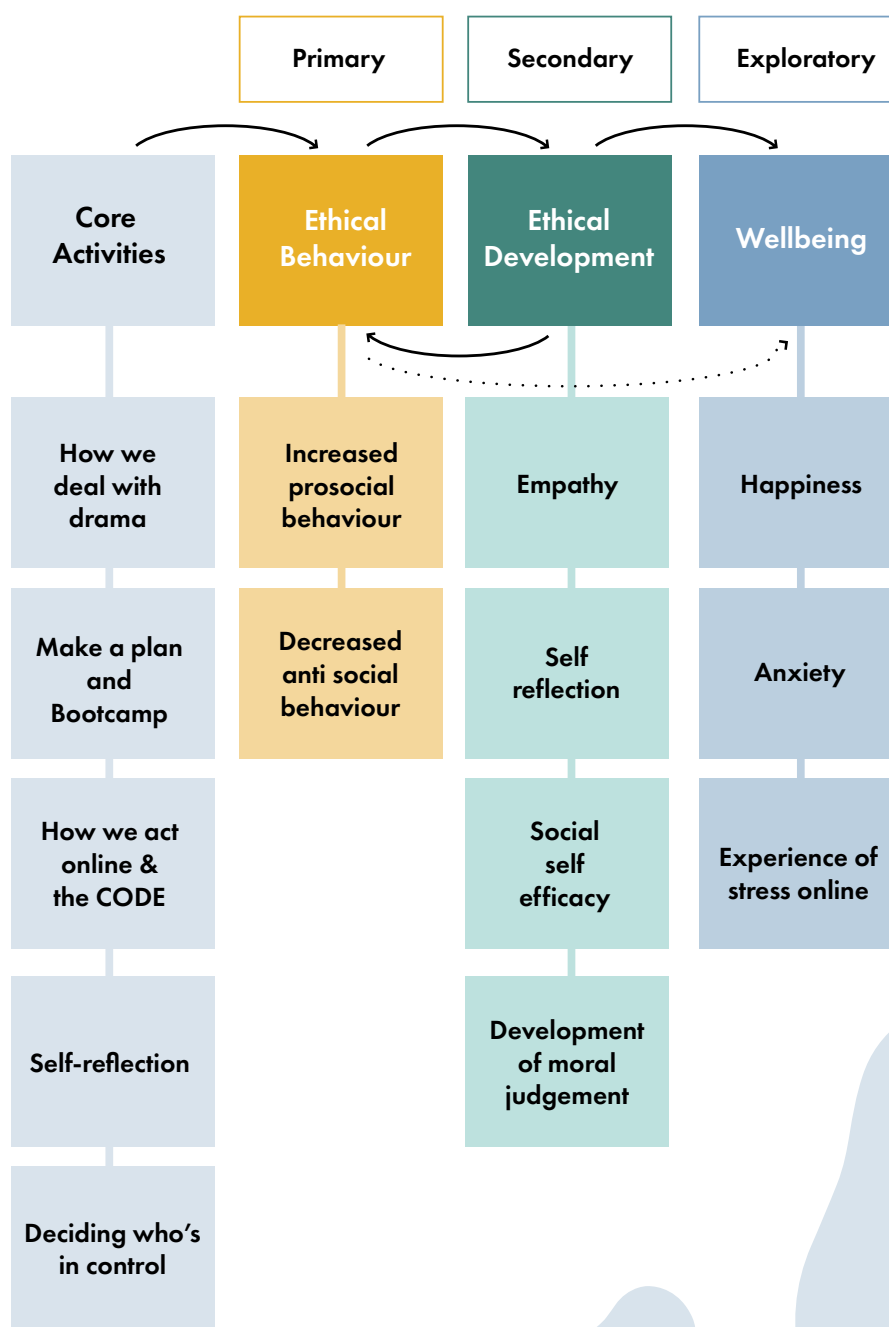 Primary
Secondary
Exploratory
Core
Activities
Ethical
Behaviour
Ethical
Development
Wellbeing
How we
deal with
drama
Make a plan
and
Bootcamp
How we act
online &
the CODE
Self-reflection
Deciding who's
in control
Increased
prosocial
behaviour
Decreased
anti social
behaviour
Empathy
Self
reflection
Social
self
efficacy
Development
of moral
judgement
Happiness
Anxiety
Experience of
stress online